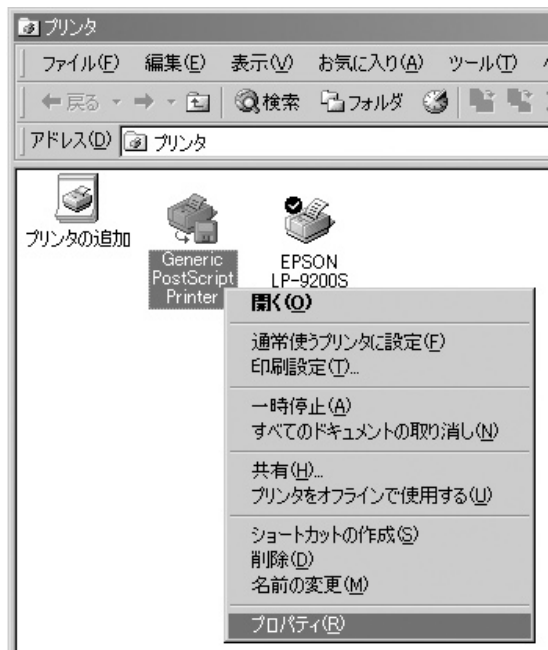 プリンタ
ファイル(F) 編集(E) 表示(V) お気に入り(A) ツール(T)
戻る 検索 フォルダ
アドレス(D) プリンタ
プリンタの追加
Generic
PostScript
Printer
EPSON
LP-9200S
開く(O)
通常使うプリンタに設定(F)
印刷設定(T)...
一時停止(A)
すべてのドキュメントの取り消し(N)
共有(H)...
プリンタをオフラインで使用する(U)
ショートカットの作成(S)
削除(D)
名前の変更(M)
プロパティ(R)